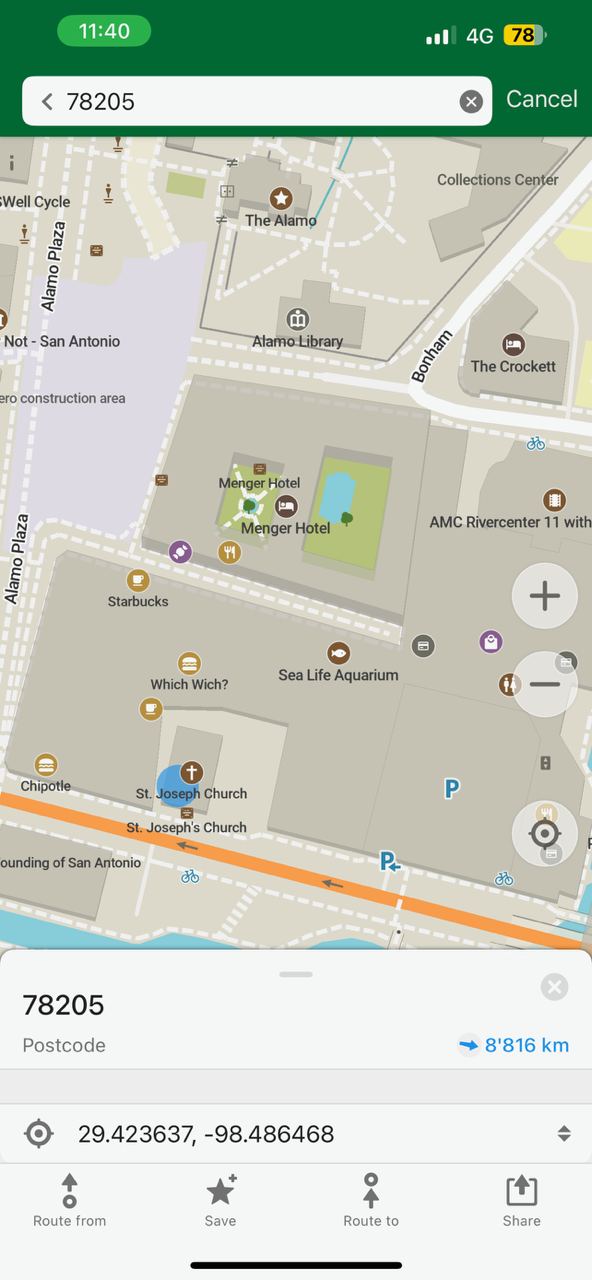 11:40
4G
78
78205
Cancel
Collections Center
SWell Cycle
The Alamo
Alamo Plaza
Not - San Antonio
Alamo Library
Bonham
The Crockett
ero construction area
Menger Hotel
Menger Hotel
AMC Rivercenter 11 with
Alamo Plaza
Starbucks
Sea Life Aquarium
Which Wich?
Chipotle
St. Joseph Church
P
St. Joseph's Church
P
ounding of San Antonio
78205
Postcode
8'816 km
29.423637, -98.486468
Route from
Save
Route to
Share